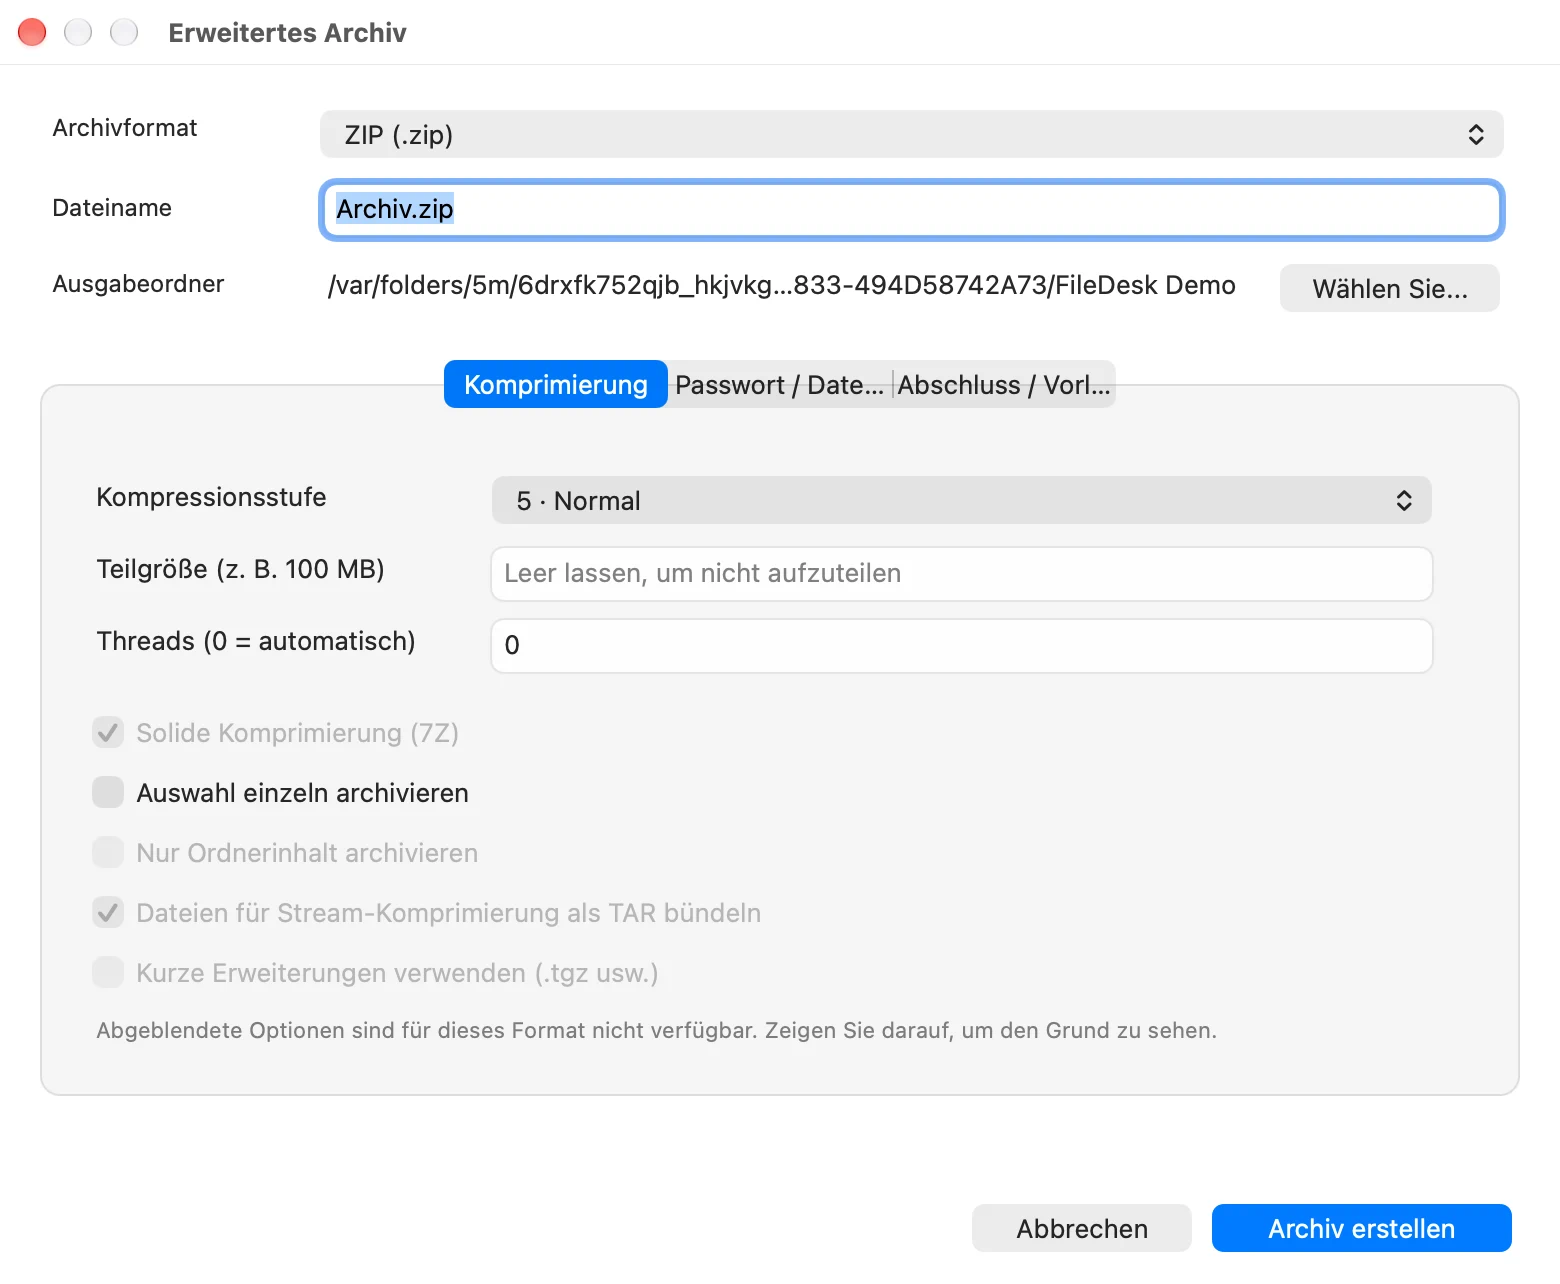 Erweitertes Archiv
Archivformat
ZIP (.zip)
Dateiname
Archiv.zip
Ausgabeordner
/var/folders/5m/6drxfk752qjb_hkjvkg...833-494D58742A73/FileDesk Demo
Wählen Sie...
Komprimierung
Passwort / Date...
Abschluss / Vorl...
Kompressionsstufe
5 · Normal
Teilgröße (z. B. 100 MB)
Leer lassen, um nicht aufzuteilen
Threads (0 = automatisch)
0
Solide Komprimierung (7Z)
Auswahl einzeln archivieren
Nur Ordnerinhalt archivieren
Dateien für Stream-Komprimierung als TAR bündeln
Kurze Erweiterungen verwenden (.tgz usw.)
Abgeblendete Optionen sind für dieses Format nicht verfügbar. Zeigen Sie darauf, um den Grund zu sehen.
Abbrechen
Archiv erstellen